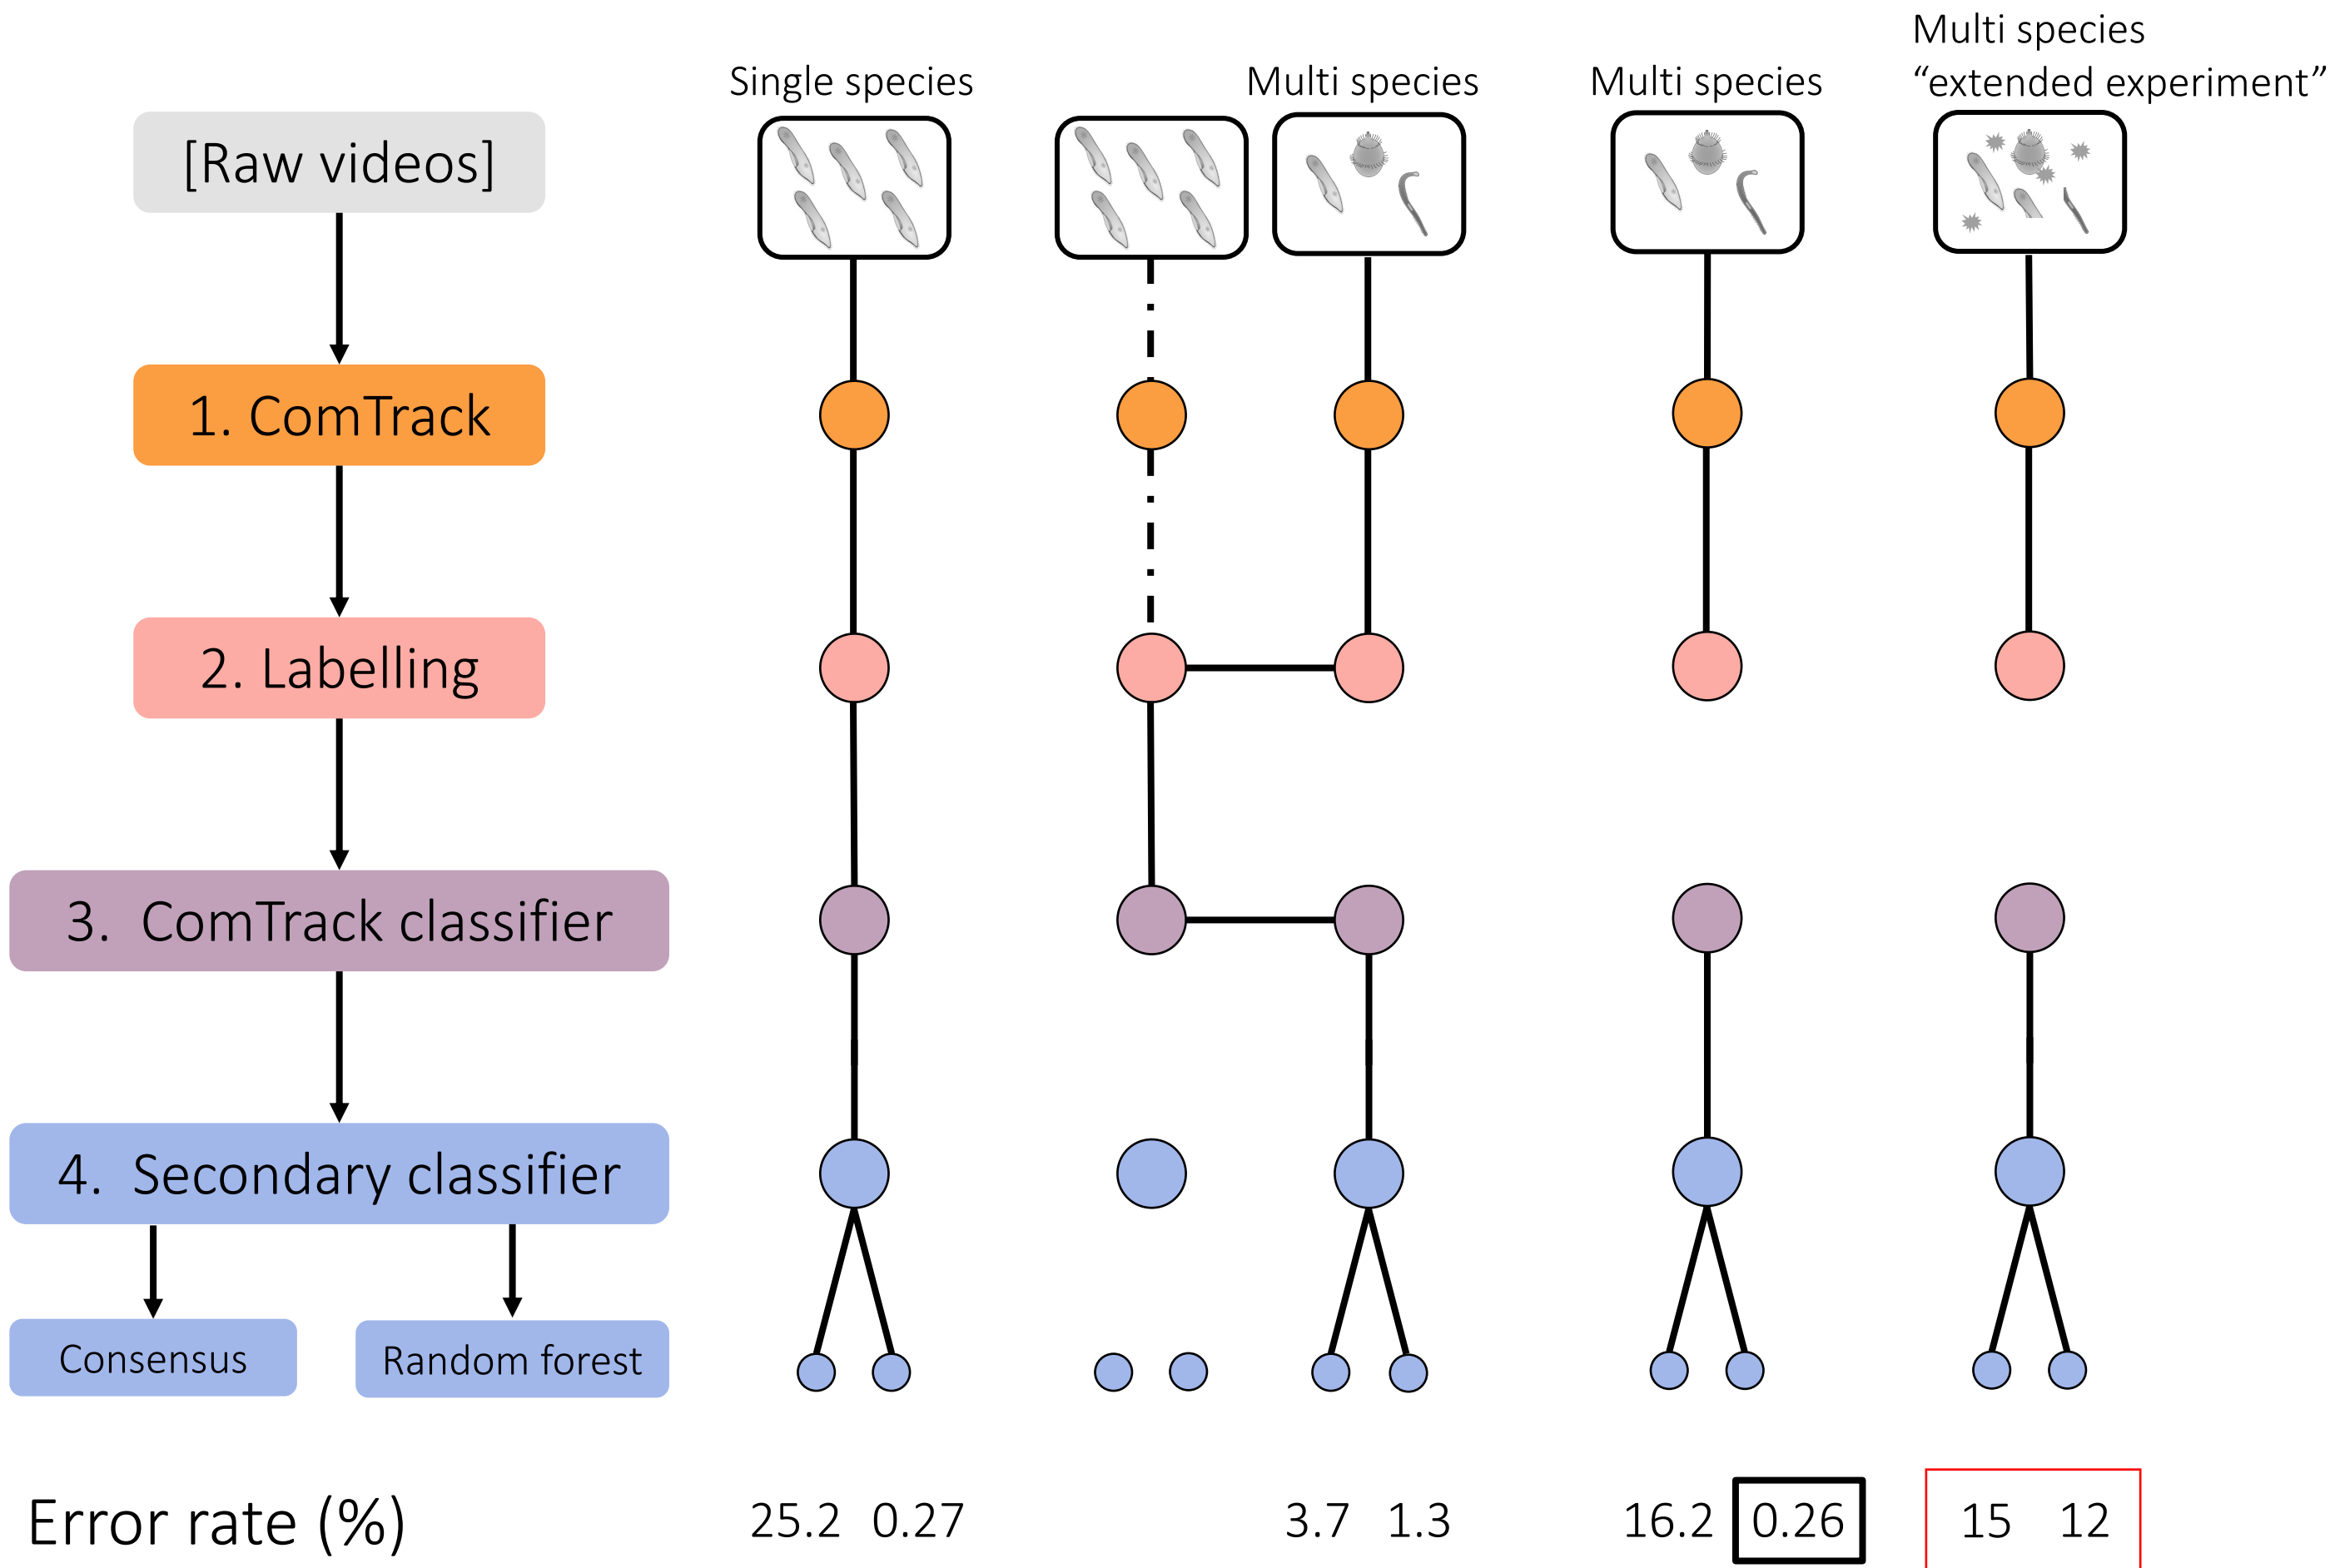 Multi species
Single species
Multi species
Multi species
“extended experiment”
[Raw videos]
1. ComTrack
2. Labelling
3. ComTrack classifier
4. Secondary classifier
Consensus
Random forest
Error rate (%)
25.2 0.27
3.7 1.3
16.2 0.26
15 12